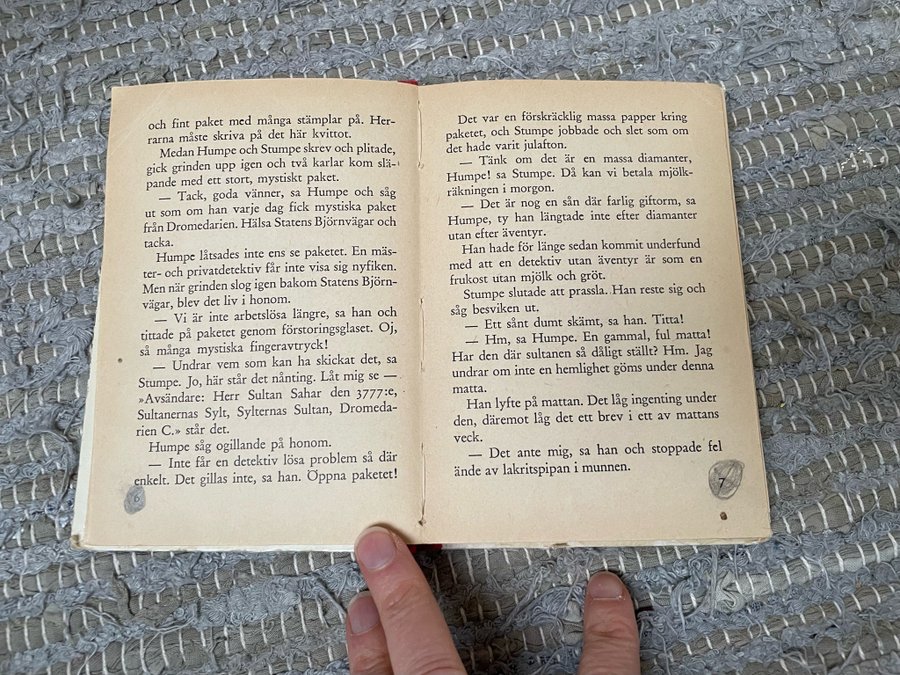 och fint paket med många stämplar på. Her-
rarna måste skriva på det här kvittot.
Medan Humpe och Stumpe skrev och plitade,
gick grinden upp igen och två karlar kom slä-
pande med ett stort, mystiskt paket.
— Tack, goda vänner, sa Humpe och såg
ut som om han varje dag fick mystiska paket
från Dromedarien. Hälsa Statens Björnvägar och
tacka.
Humpe låtsades inte ens se paketet. En mäs-
ter- och privatdetektiv får inte visa sig nyfiken.
Men när grinden slog igen bakom Statens Björn-
vägar, blev det liv i honom.
— Vi är inte arbetslösa längre, sa han och
tittade på paketet genom förstoringsglaset. Oj,
så många mystiska fingeravtryck!
— Undrar vem som kan ha skickat det, sa
Stumpe. Jo, här står det nånting. Låt mig se —
»Avsändare: Herr Sultan Sahar den 3777:e,
Sultanernas Sylt, Sylternas Sultan, Dromeda-
rien C.» står det.
Humpe såg ogillande på honom.
— Inte får en detektiv lösa problem så där
enkelt. Det gillas inte, sa han. Öppna paketet!
6
Det var en förskräcklig massa papper kring
paketet, och Stumpe jobbade och slet som om
det hade varit julafton.
— Tänk om det är en massa diamanter,
Humpe! sa Stumpe. Då kan vi betala mjölk-
räkningen i morgon.
— Det är nog en sån där farlig giftorm, sa
Humpe, ty han längtade inte efter diamanter
utan efter äventyr.
Han hade för länge sedan kommit underfund
med att en detektiv utan äventyr är som en
frukost utan mjölk och gröt.
Stumpe slutade att prassla. Han reste sig och
såg besviken ut.
— Ett sånt dumt skämt, sa han. Titta!
— Hm, sa Humpe. En gammal, ful matta!
Har den där sultanen så dåligt ställt? Hm. Jag
undrar om inte en hemlighet göms under denna
matta.
Han lyfte på mattan. Det låg ingenting under
den, däremot låg det ett brev i ett av mattans
veck.
— Det ante mig, sa han och stoppade fel
ände av lakritspipan i munnen.
7